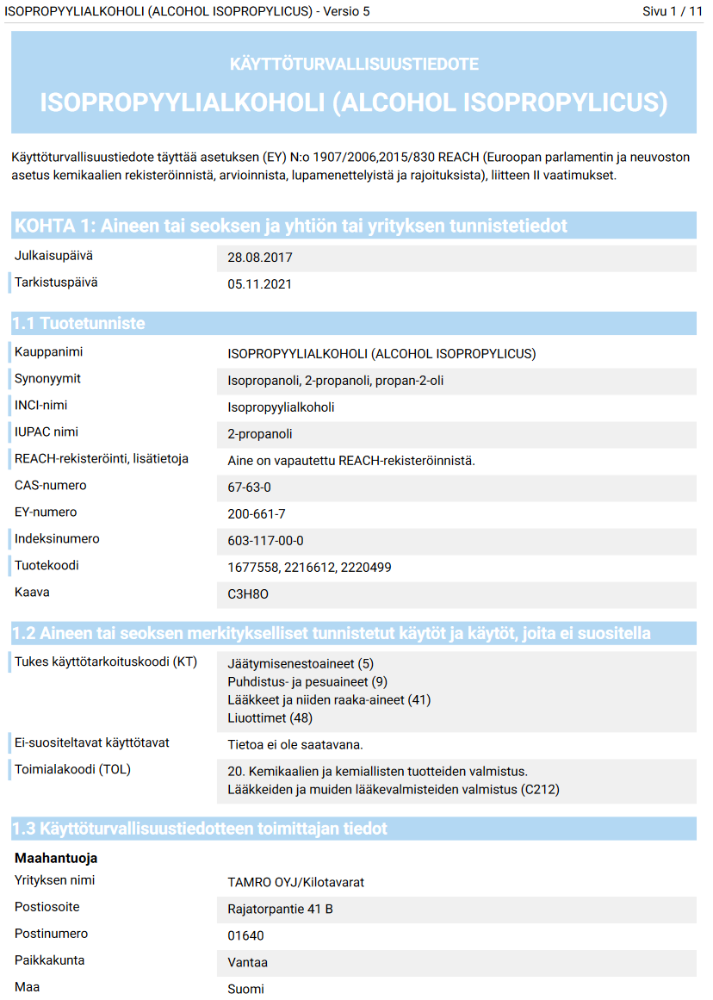 ISOPROPYYLIALKOHOLI (ALCOHOL ISOPROPYLICUS) - Versio 5 Sivu 1 / 11
KÄYTTÖTURVALLISUUSTIEDOTE
ISOPROPYYLIALKOHOLI (ALCOHOL ISOPROPYLICUS)
Käyttöturvallisuustiedote täyttää asetuksen (EY) N:o 1907/2006,2015/830 REACH (Euroopan parlamentin ja neuvoston
asetus kemikaalien rekisteröinnistä, arvioinnista, lupamenettelyistä ja rajoituksista), liitteen II vaatimukset.
KOHTA 1: Aineen tai seoksen ja yhtiön tai yrityksen tunnistetiedot
Julkaisupäivä 28.08.2017
Tarkistuspäivä 05.11.2021
1.1 Tuotetunniste
Kauppanimi ISOPROPYYLIALKOHOLI (ALCOHOL ISOPROPYLICUS)
Synonyymit Isopropanoli, 2-propanoli, propan-2-oli
INCI-nimi Isopropyylialkoholi
IUPAC nimi 2-propanoli
REACH-rekisteröinti, lisätietoja Aine on vapautettu REACH-rekisteröinnistä.
CAS-numero 67-63-0
EY-numero 200-661-7
Indeksinumero 603-117-00-0
Tuotekoodi 1677558, 2216612, 2220499
Kaava C3H8O
1.2 Aineen tai seoksen merkitykselliset tunnistetut käytöt ja käytöt, joita ei suositella
Tukes käyttötarkoituskoodi (KT) Jäätymisenestoaineet (5)
Puhdistus- ja pesuaineet (9)
Lääkkeet ja niiden raaka-aineet (41)
Liuottimet (48)
Ei-suositeltavat käyttötavat Tietoa ei ole saatavana.
Toimialakoodi (TOL) 20. Kemikaalien ja kemiallisten tuotteiden valmistus.
Lääkkeiden ja muiden lääkevalmisteiden valmistus (C212)
1.3 Käyttöturvallisuustiedotteen toimittajan tiedot
Maahantuoja
Yrityksen nimi TAMRO OYJ/Kilotavarat
Postiosoite Rajatorpantie 41 B
Postinumero 01640
Paikkakunta Vantaa
Maa Suomi